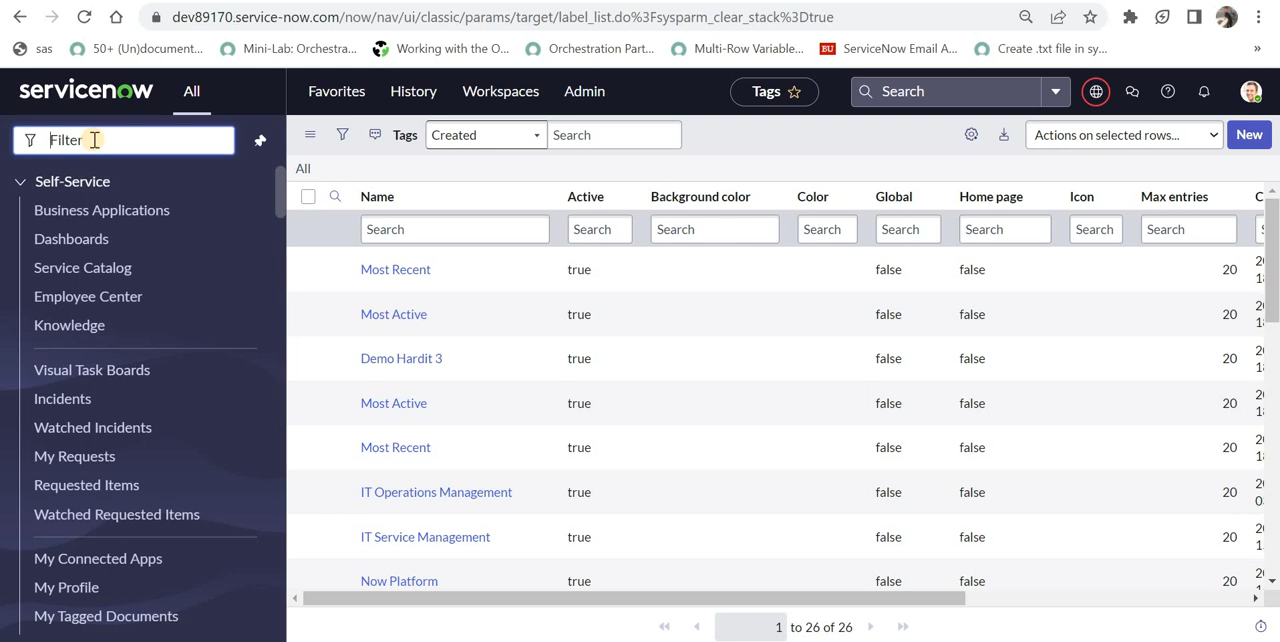 dev89170.service-now.com/now/nav/ui/classic/params/target/label_list.do%3Fsysparm_clear_stack%3Dtrue
sas 50+ (Un)document... Mini-Lab: Orchestra... Working with the O... Orchestration Part... Multi-Row Variable... BU ServiceNow Email A... Create .txt file in sy... »
servicenow All Favorites History Workspaces Admin Tags Search
Filter
Tags Created Search Actions on selected rows... New
All
Self-Service
Business Applications
Dashboards
Service Catalog
Employee Center
Knowledge
Visual Task Boards
Incidents
Watched Incidents
My Requests
Requested Items
Watched Requested Items
My Connected Apps
My Profile
My Tagged Documents
Name Active Background color Color Global Home page Icon Max entries
Search Search Search Search Search Search Search Search
Most Recent true false false 20
Most Active true false false 20
Demo Hardit 3 true false false 20
Most Active true false false 20
Most Recent true false false 20
IT Operations Management true false false 20
IT Service Management true false false 20
Now Platform true false false 20
1 to 26 of 26